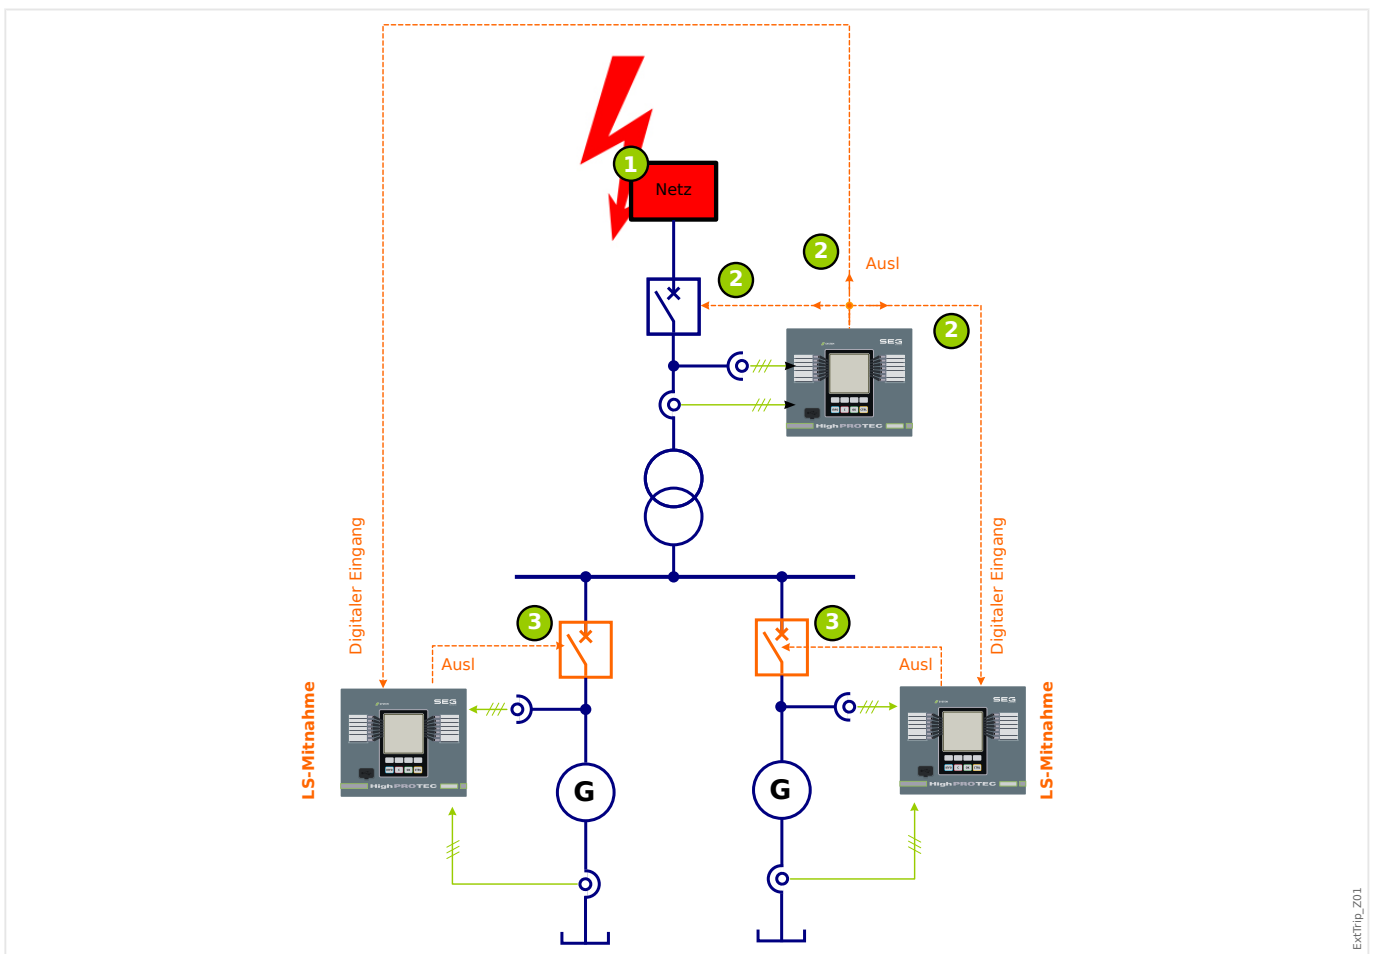 1
Netz
2
Ausl
2
2
SEG
HighPROTEC
Digitaler Eingang
Digitaler Eingang
3
3
Ausl
Ausl
LS-Mitnahme
SEG
HighPROTEC
SEG
HighPROTEC
LS-Mitnahme
G
G
ExtTrip_Z01